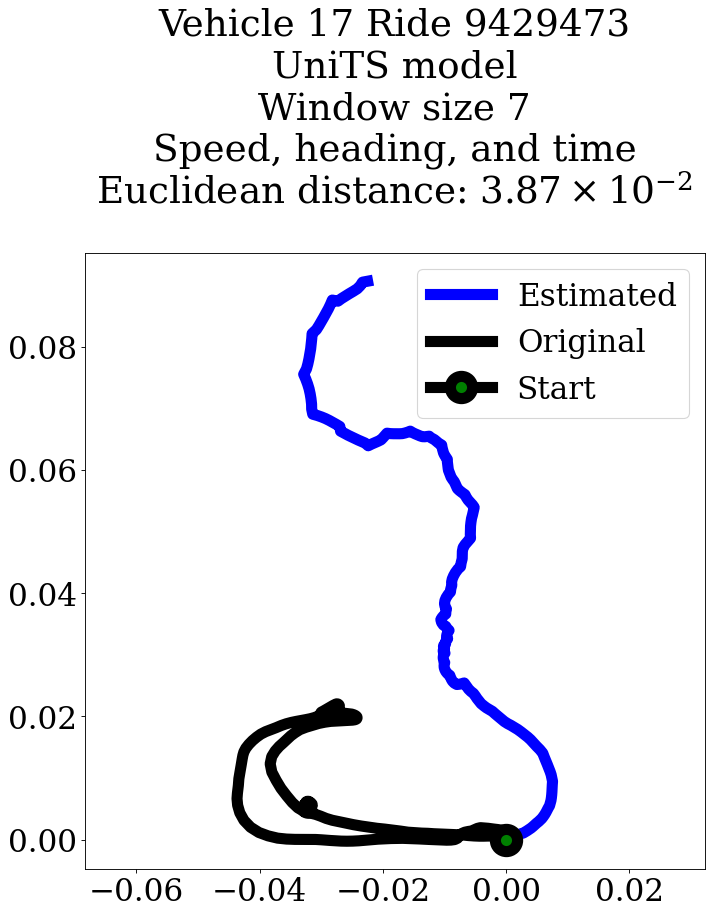 Vehicle 17 Ride 9429473
UniTS model
Window size 7
Speed, heading, and time
Euclidean distance: 3.87 × 10⁻²
Estimated
Original
Start
0.08
0.06
0.04
0.02
0.00
−0.06 −0.04 −0.02 0.00 0.02